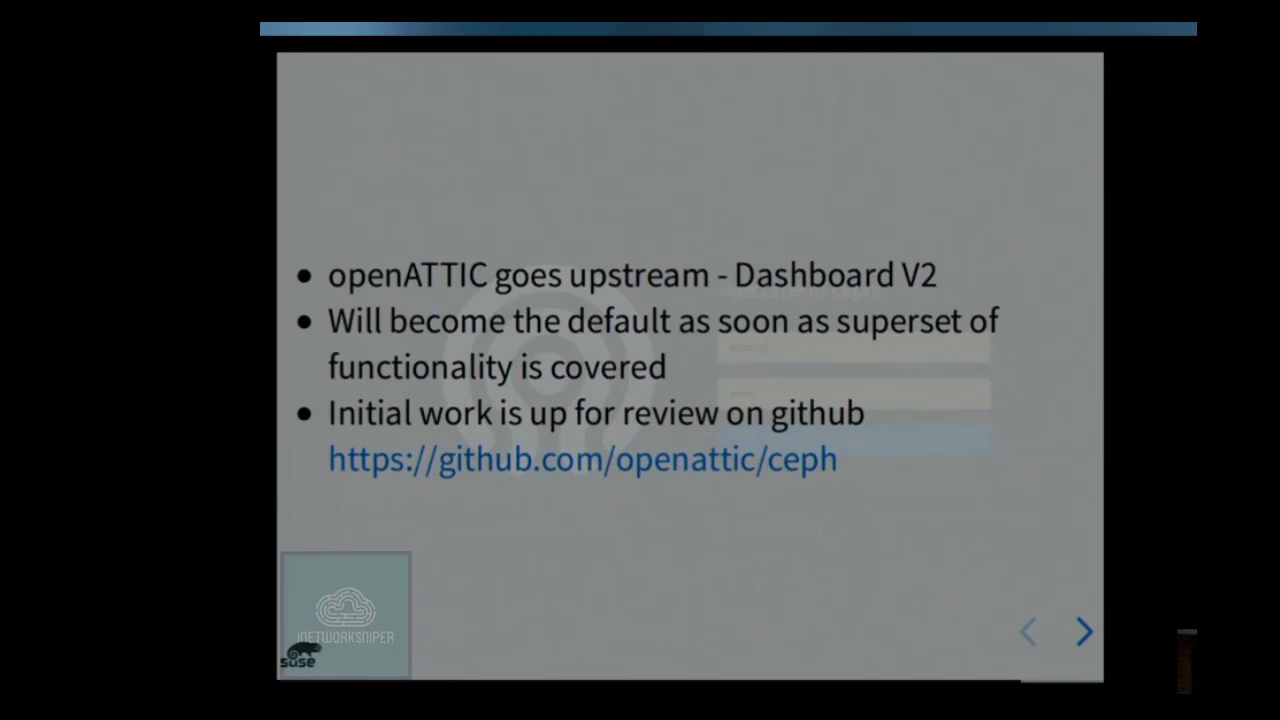 openATTIC goes upstream - Dashboard V2
Will become the default as soon as superset of
functionality is covered
Initial work is up for review on github
https://github.com/openattic/ceph
NETWORKSNIPER
suse